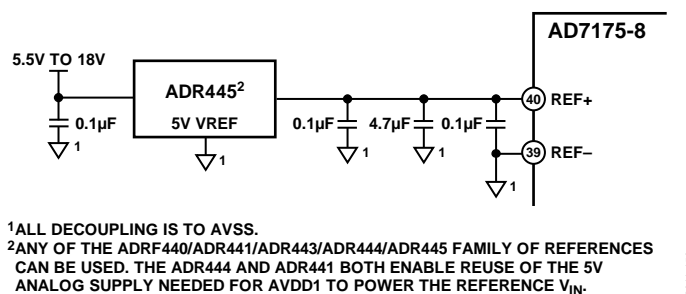 AD7175-8
5.5V TO 18V
ADR445²
5V VREF
0.1µF
1
1
0.1µF
1
4.7µF
1
0.1µF
1
40 REF+
39 REF–
¹ALL DECOUPLING IS TO AVSS.
²ANY OF THE ADRF440/ADR441/ADR443/ADR444/ADR445 FAMILY OF REFERENCES
CAN BE USED. THE ADR444 AND ADR441 BOTH ENABLE REUSE OF THE 5V
ANALOG SUPPLY NEEDED FOR AVDD1 TO POWER THE REFERENCE VIN.